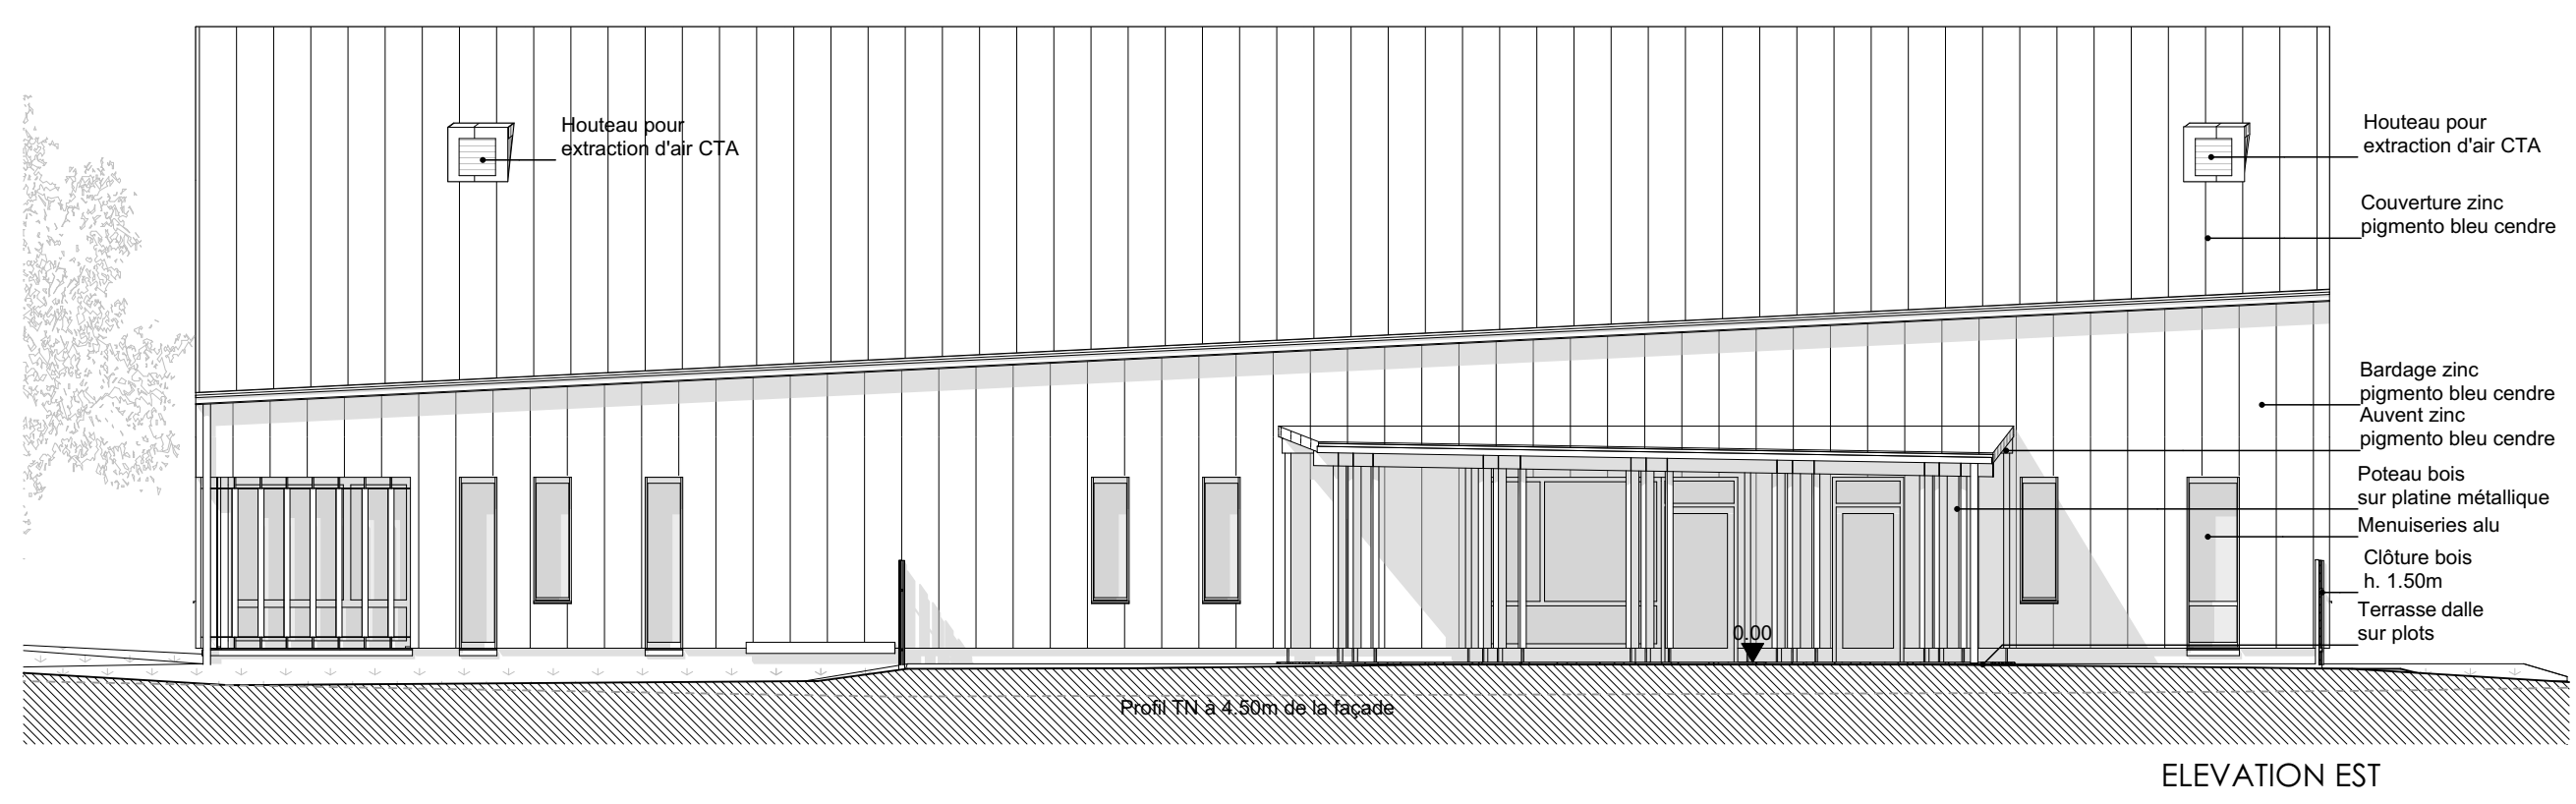 Houteau pour
extraction d'air CTA
Houteau pour
extraction d'air CTA
Couverture zinc
pigmento bleu cendre
Bardage zinc
pigmento bleu cendre
Auvent zinc
pigmento bleu cendre
Poteau bois
sur platine métallique
Menuiseries alu
Clôture bois
h. 1.50m
Terrasse dalle
sur plots
0.00
Profil TN à 4.50m de la façade
ELEVATION EST